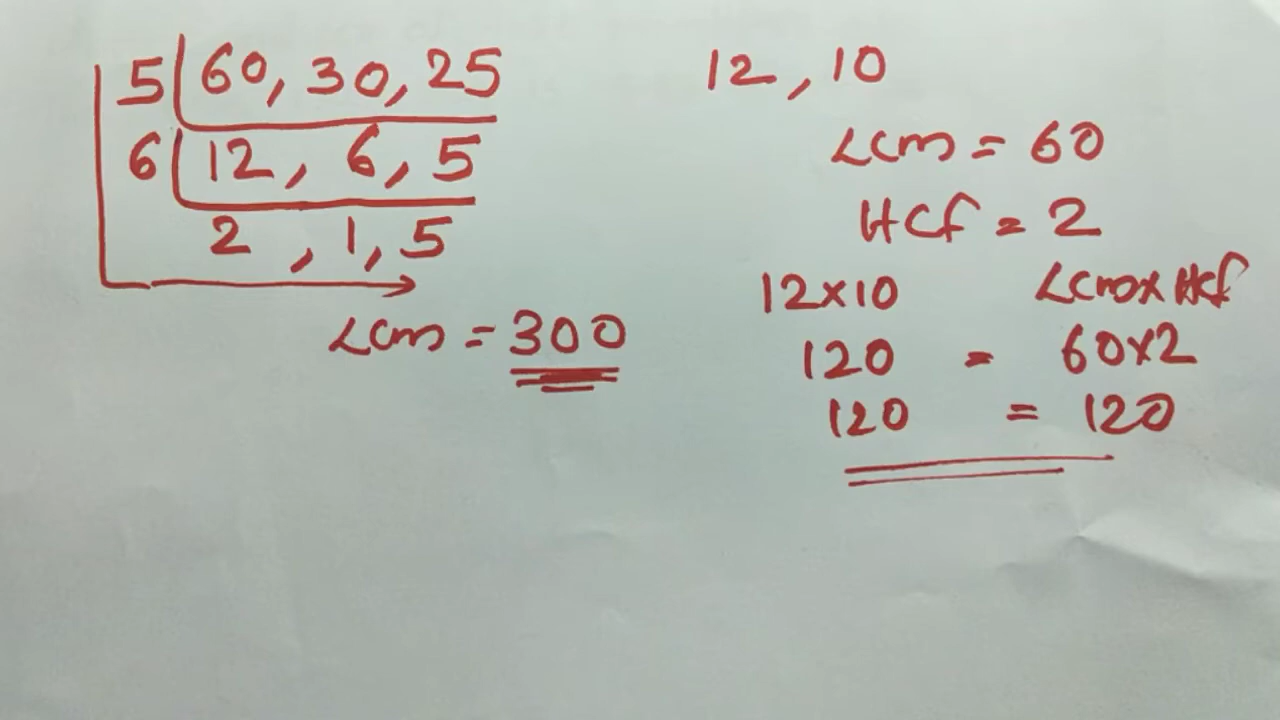 5 60, 30, 25
6 12, 6, 5
2, 1, 5
Lcm = 300
12, 10
Lcm = 60
HCf = 2
12x10 Lcmx Hcf
120 = 60x2
120 = 120